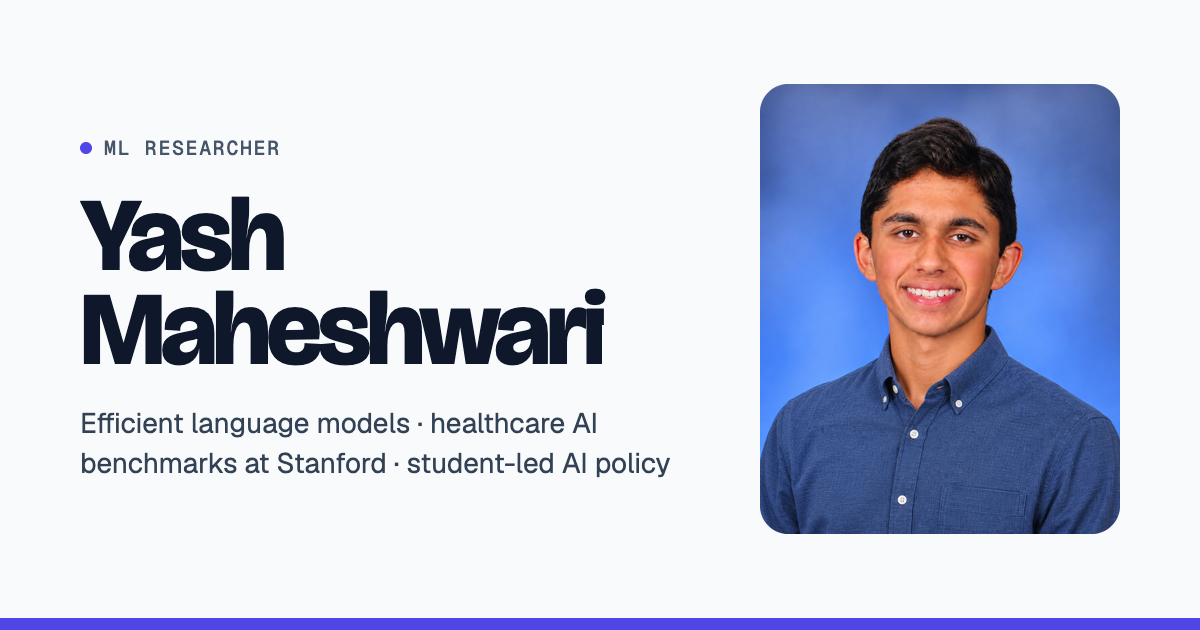 ML RESEARCHER
Yash
Maheshwari
Efficient language models · healthcare AI
benchmarks at Stanford · student-led AI policy